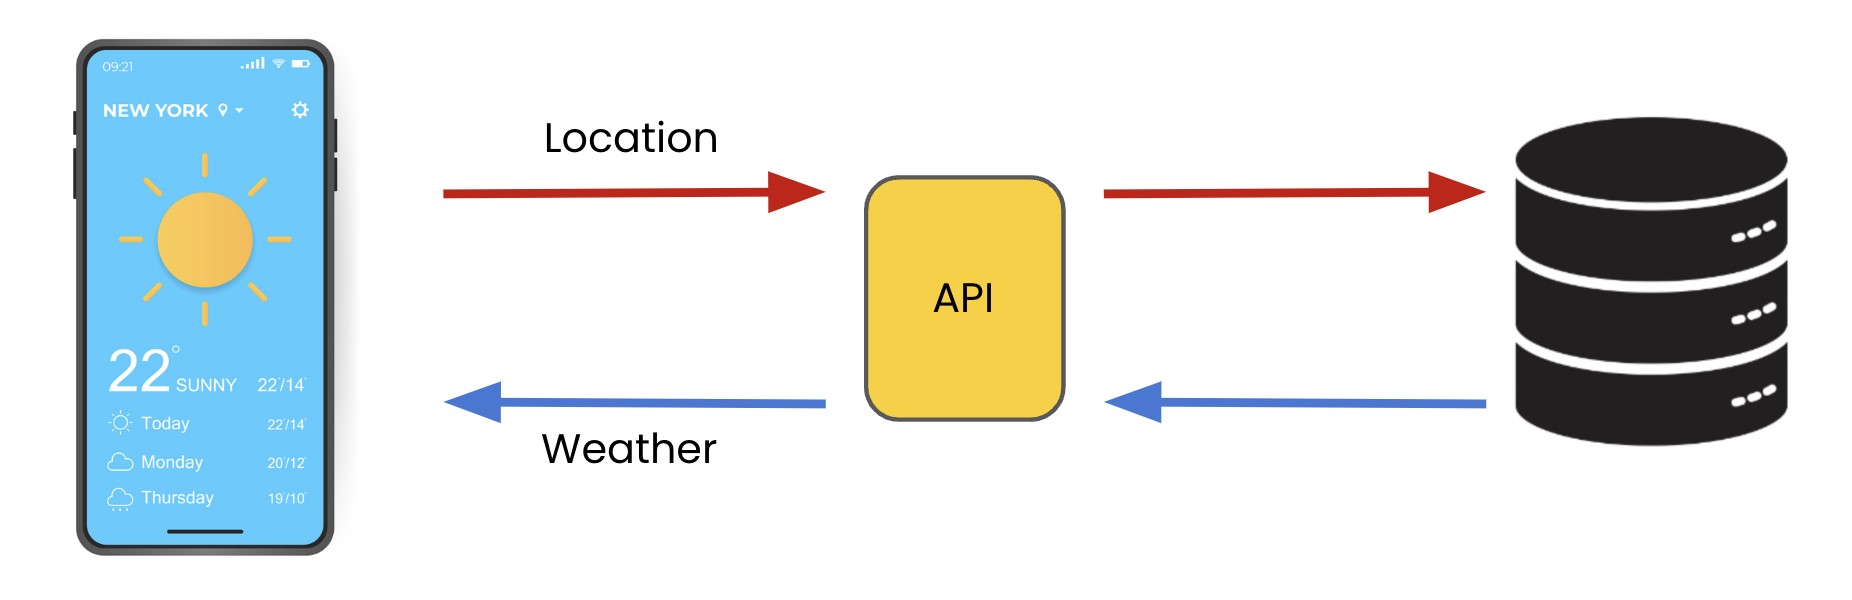 09:21
NEW YORK
22°
SUNNY
22°/14°
Today 22°/14°
Monday 20°/12°
Thursday 19°/10°
Location
API
Weather